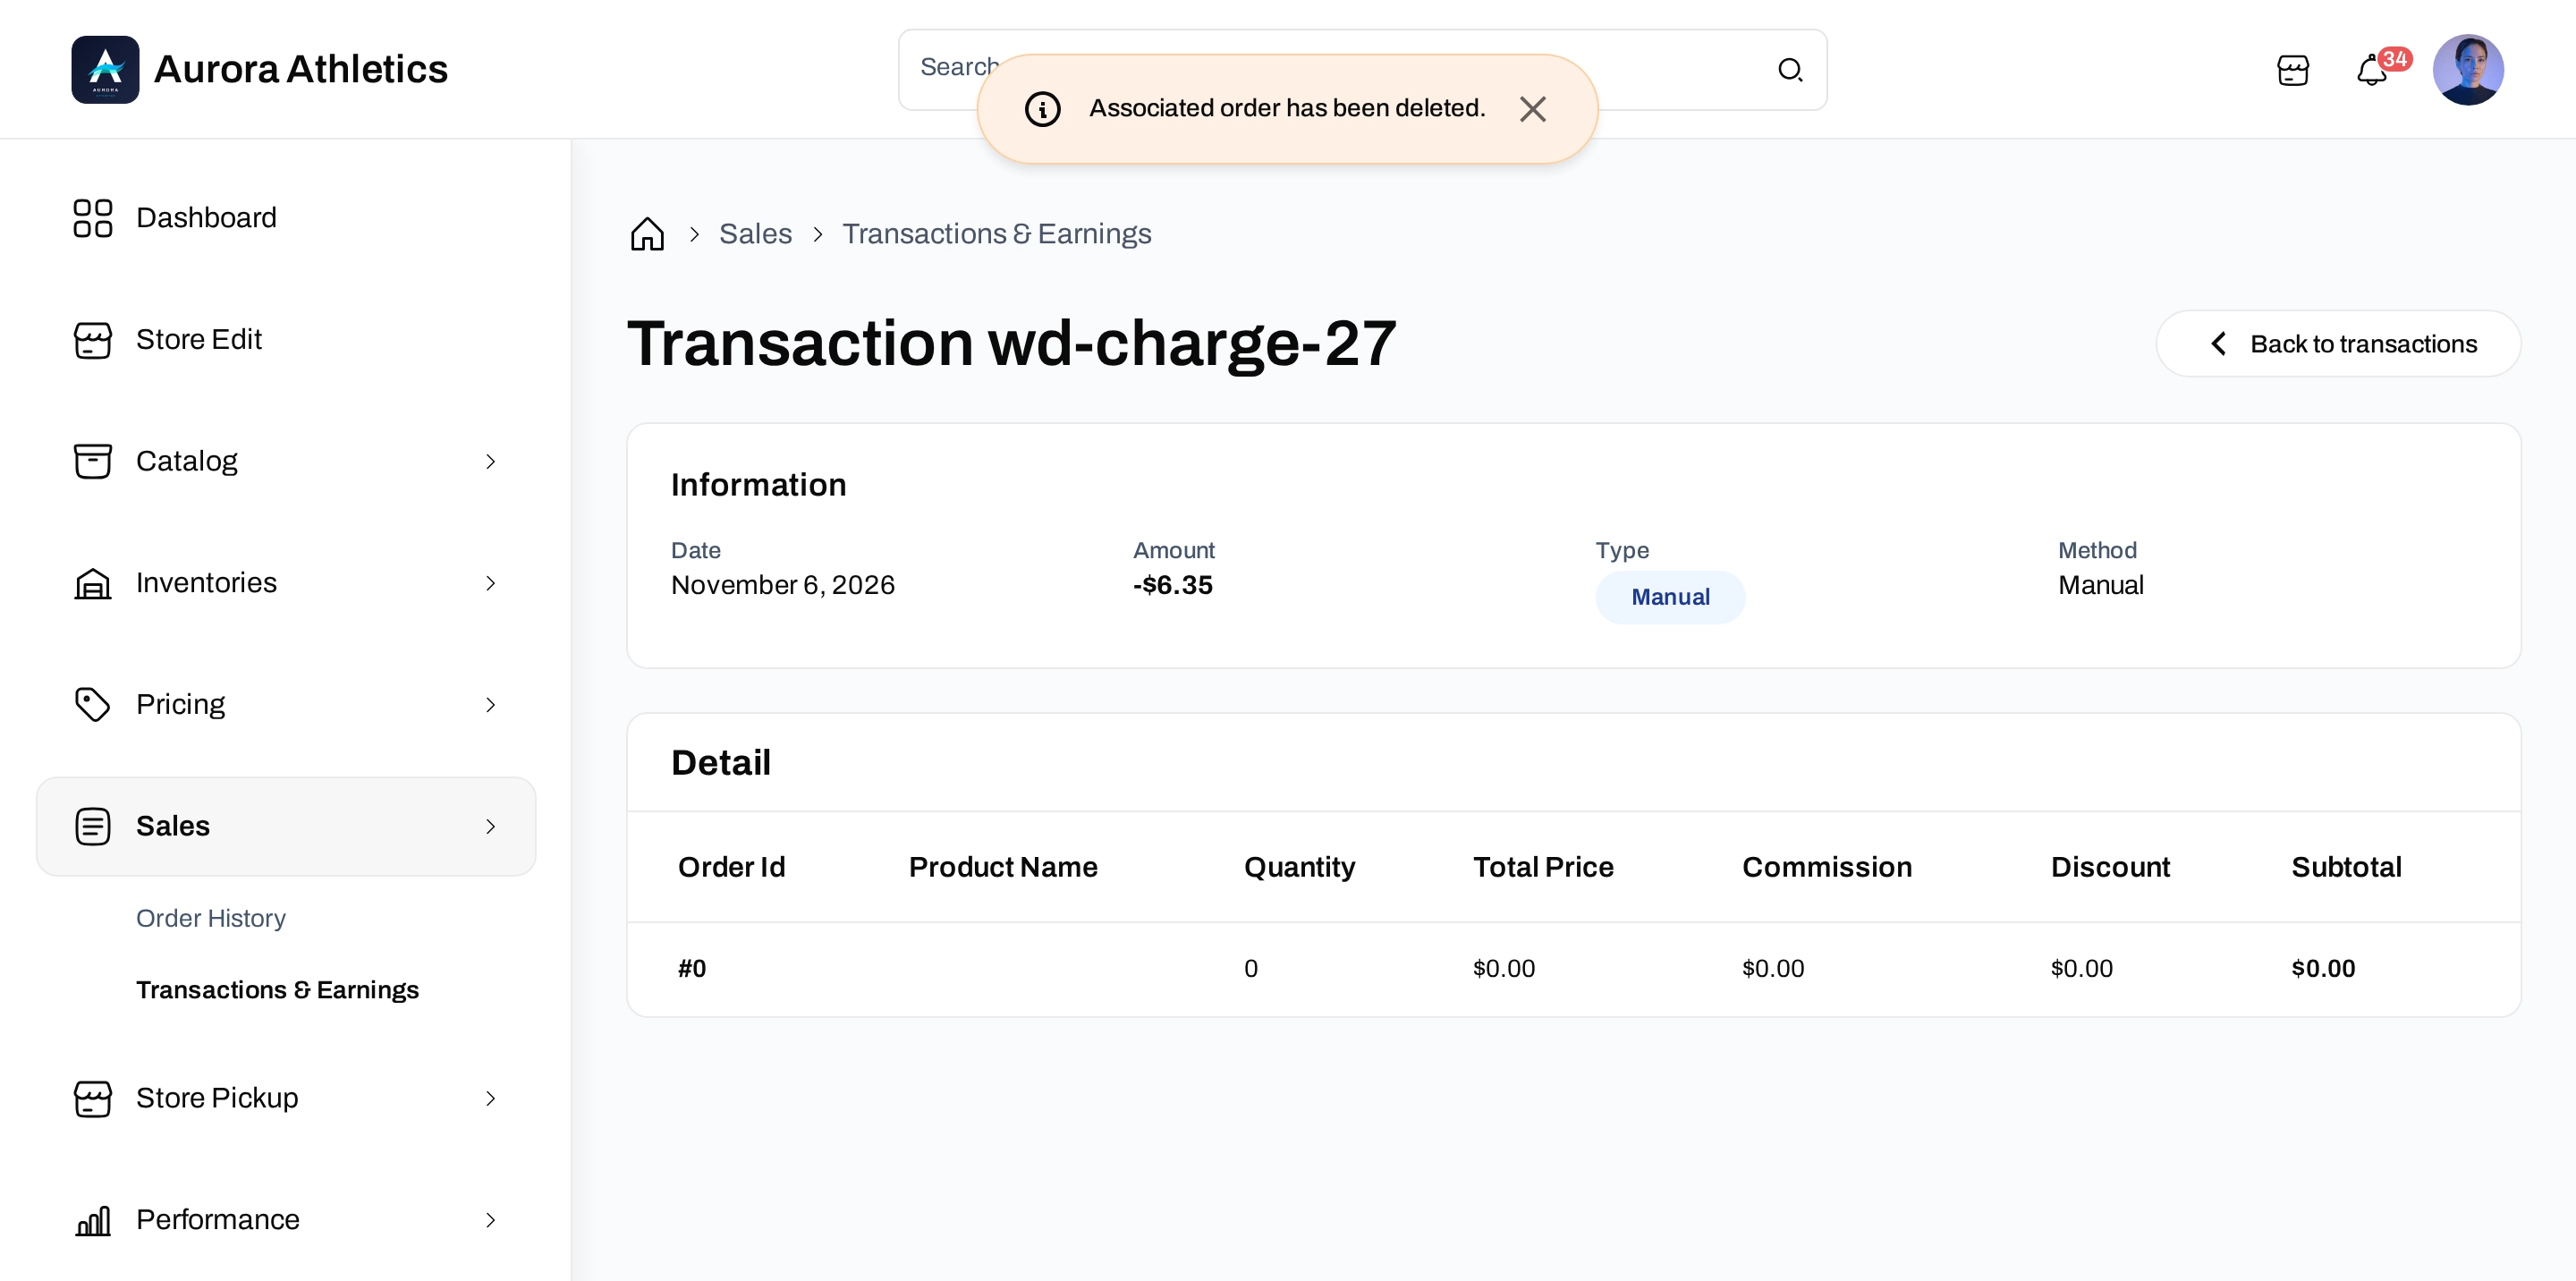 Aurora Athletics
AURORA
Search
34
Associated order has been deleted.
Dashboard
Store Edit
Catalog
Inventories
Pricing
Sales
Order History
Transactions & Earnings
Store Pickup
Performance
Sales
Transactions & Earnings
Transaction wd-charge-27
Back to transactions
Information
Date
November 6, 2026
Amount
-$6.35
Type
Manual
Method
Manual
Detail
Order Id Product Name Quantity Total Price Commission Discount Subtotal
#0 0 $0.00 $0.00 $0.00 $0.00